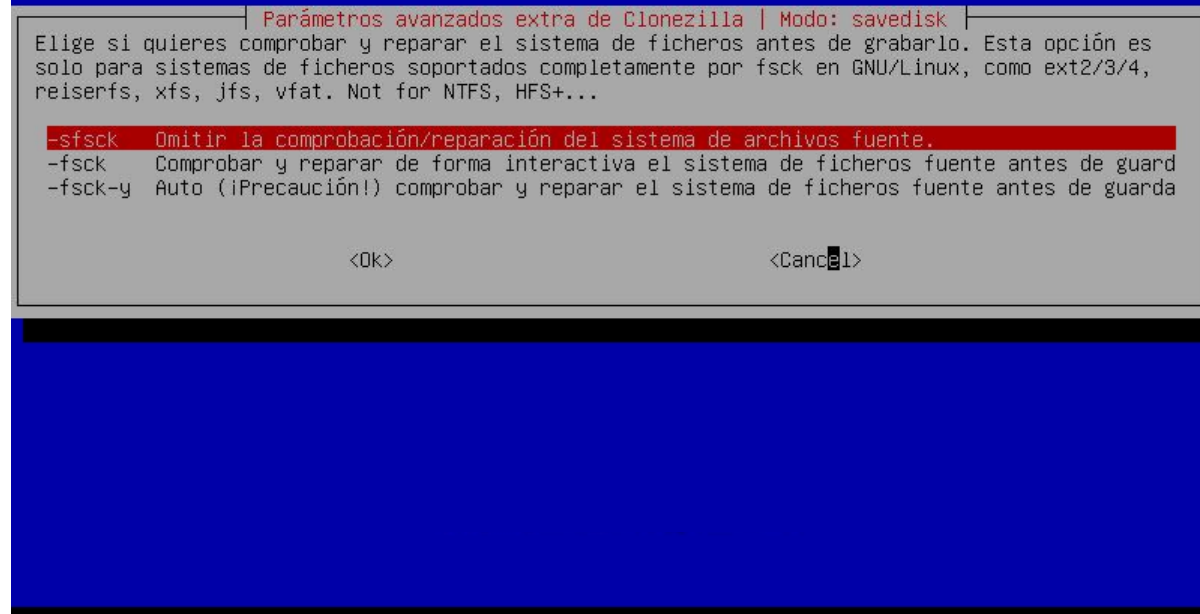 Parámetros avanzados extra de Clonezilla | Modo: savedisk
Elige si quieres comprobar y reparar el sistema de ficheros antes de grabarlo. Esta opción es
solo para sistemas de ficheros soportados completamente por fsck en GNU/Linux, como ext2/3/4,
reiserfs, xfs, jfs, vfat. Not for NTFS, HFS+...
-sfsck Omitir la comprobación/reparación del sistema de archivos fuente.
-fsck Comprobar y reparar de forma interactiva el sistema de ficheros fuente antes de guard
-fsck-y Auto (¡Precaución!) comprobar y reparar el sistema de ficheros fuente antes de guarda
<Ok> <Cancel>